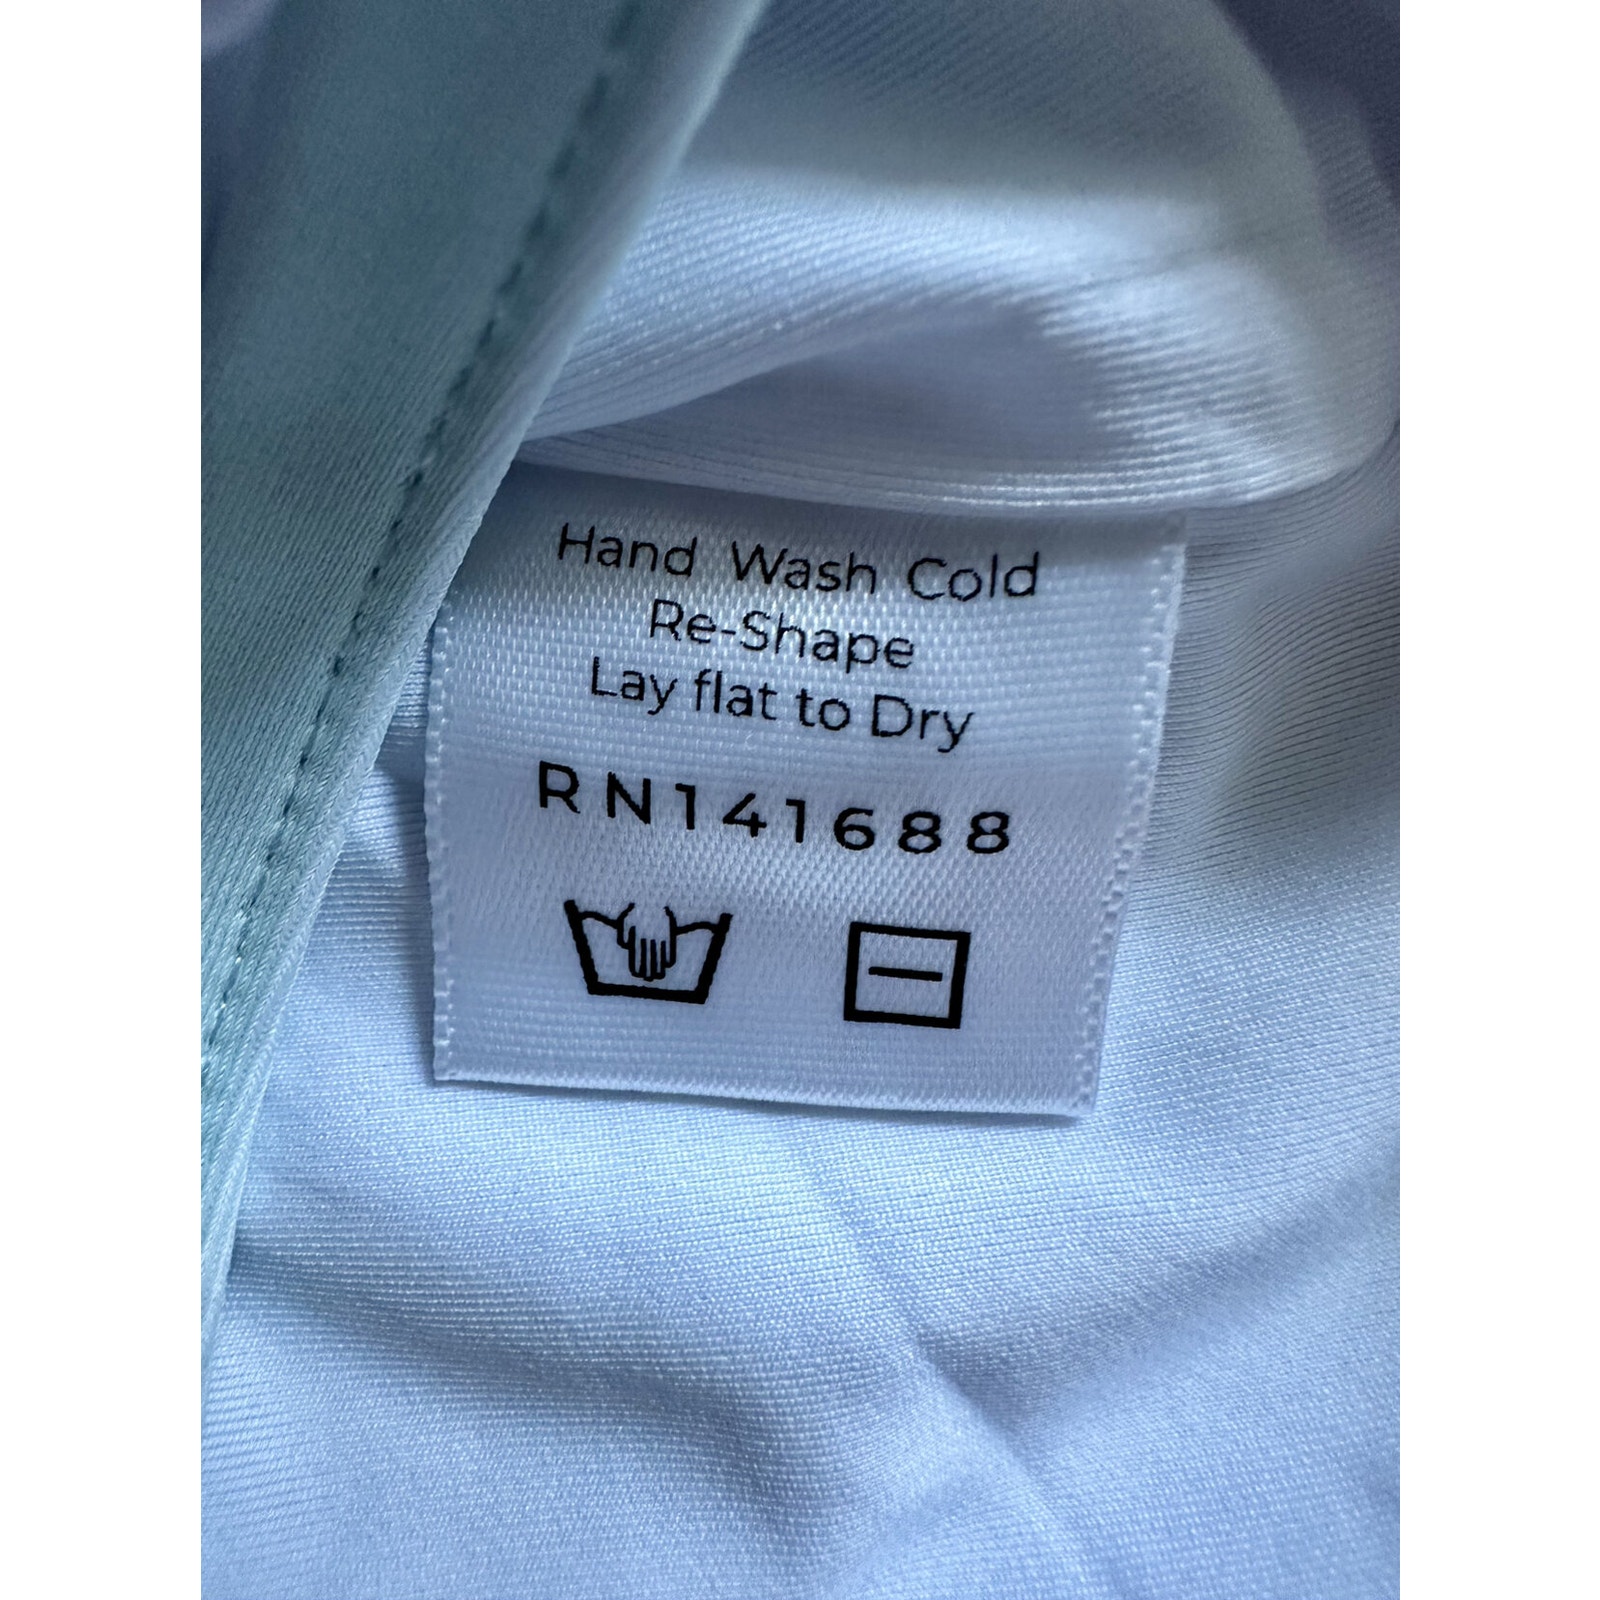 Hand Wash Cold
Re-Shape
Lay flat to Dry
RN141688